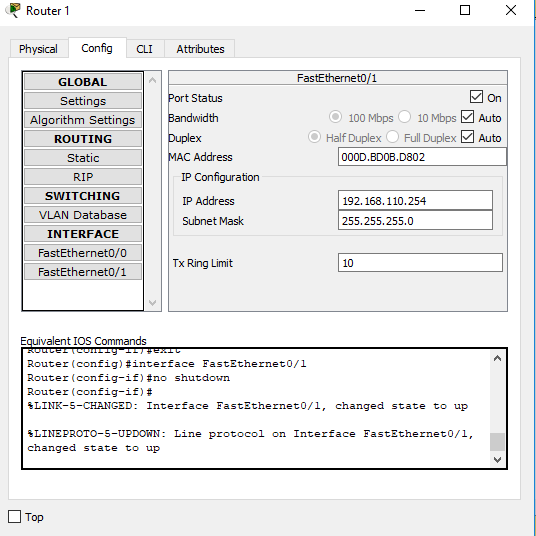 Router 1
Physical Config CLI Attributes
GLOBAL
Settings
Algorithm Settings
ROUTING
Static
RIP
SWITCHING
VLAN Database
INTERFACE
FastEthernet0/0
FastEthernet0/1
FastEthernet0/1
Port Status On
Bandwidth 100 Mbps 10 Mbps Auto
Duplex Half Duplex Full Duplex Auto
MAC Address 000D.BD0B.D802
IP Configuration
IP Address 192.168.110.254
Subnet Mask 255.255.255.0
Tx Ring Limit 10
Equivalent IOS Commands
Router(config-if)#exit
Router(config)#interface FastEthernet0/1
Router(config-if)#no shutdown
Router(config-if)#
%LINK-5-CHANGED: Interface FastEthernet0/1, changed state to up
%LINEPROTO-5-UPDOWN: Line protocol on Interface FastEthernet0/1,
changed state to up
Top